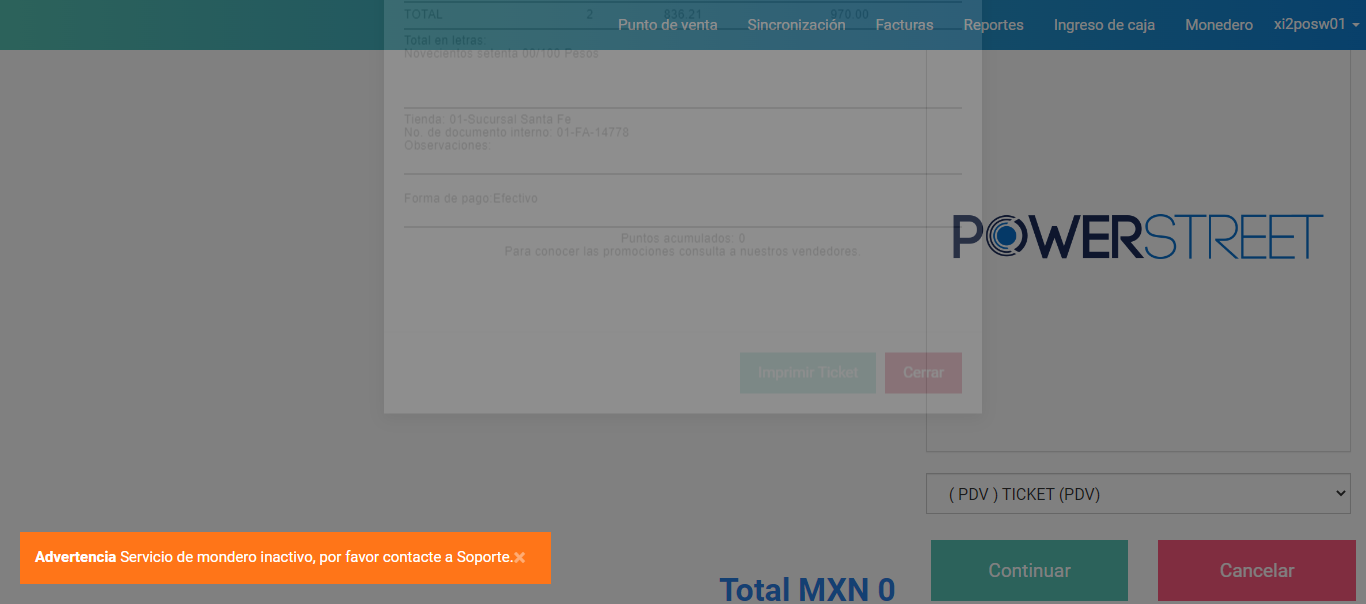 TOTAL 2 836.21 970.00
Punto de venta Sincronización Facturas Reportes Ingreso de caja Monedero xi2posw01
Total en letras:
Novecientos setenta 00/100 Pesos
Tienda: 01-Sucursal Santa Fe
No. de documento interno: 01-FA-14778
Observaciones:
Forma de pago:Efectivo
Puntos acumulados: 0
Para conocer las promociones consulta a nuestros vendedores.
POWERSTREET
Imprimir Ticket Cerrar
( PDV ) TICKET (PDV)
Advertencia Servicio de mondero inactivo, por favor contacte a Soporte.×
Continuar Cancelar
Total MXN 0